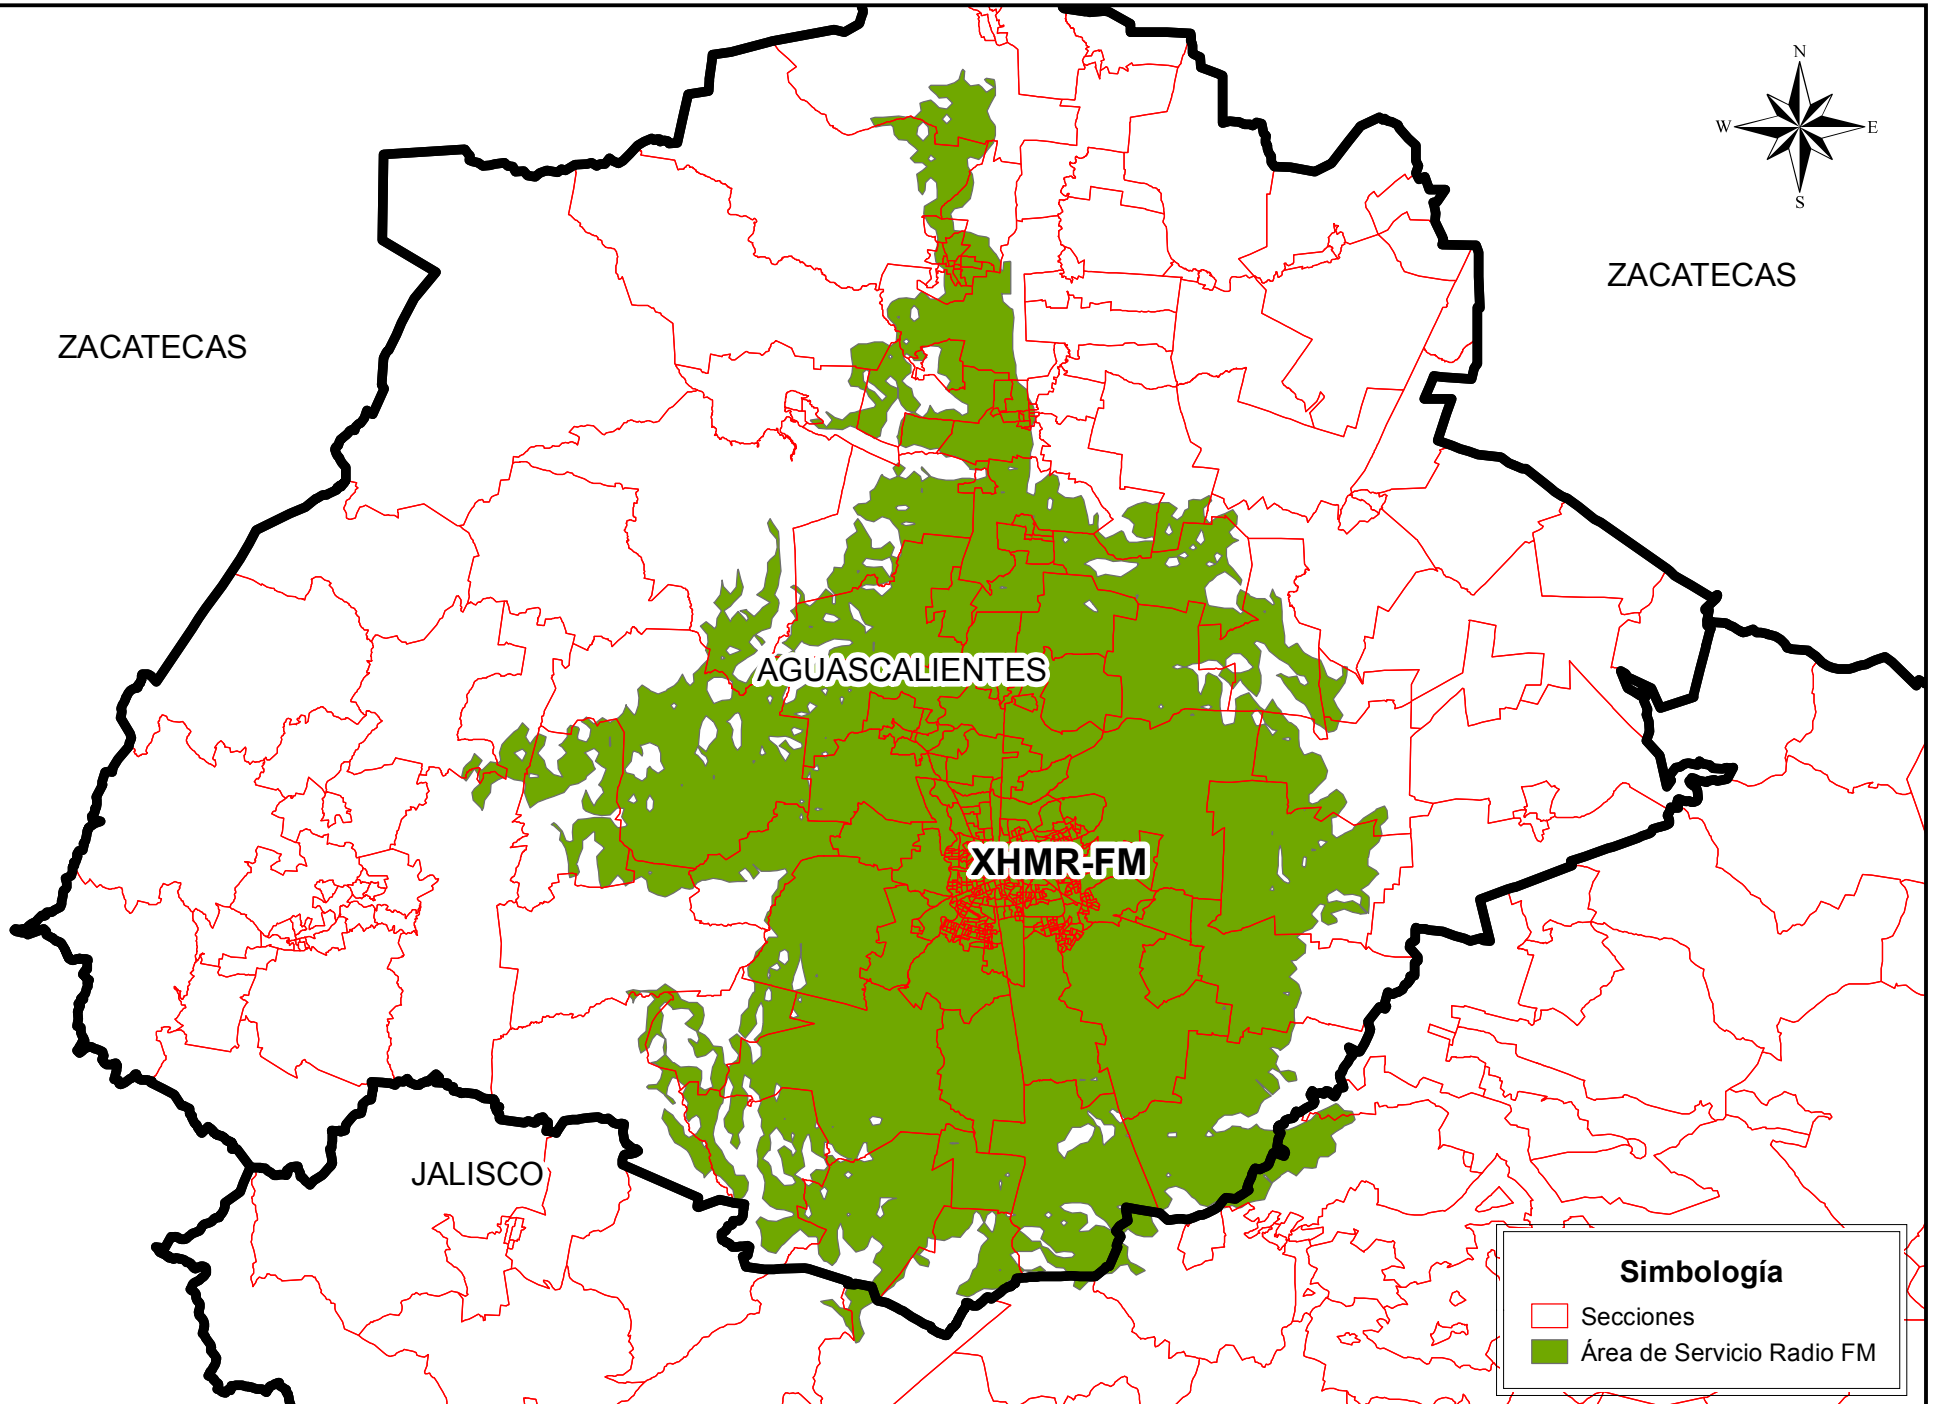 N
W
E
S
ZACATECAS
ZACATECAS
AGUASCALIENTES
XHMR-FM
JALISCO
Simbología
Secciones
Área de Servicio Radio FM